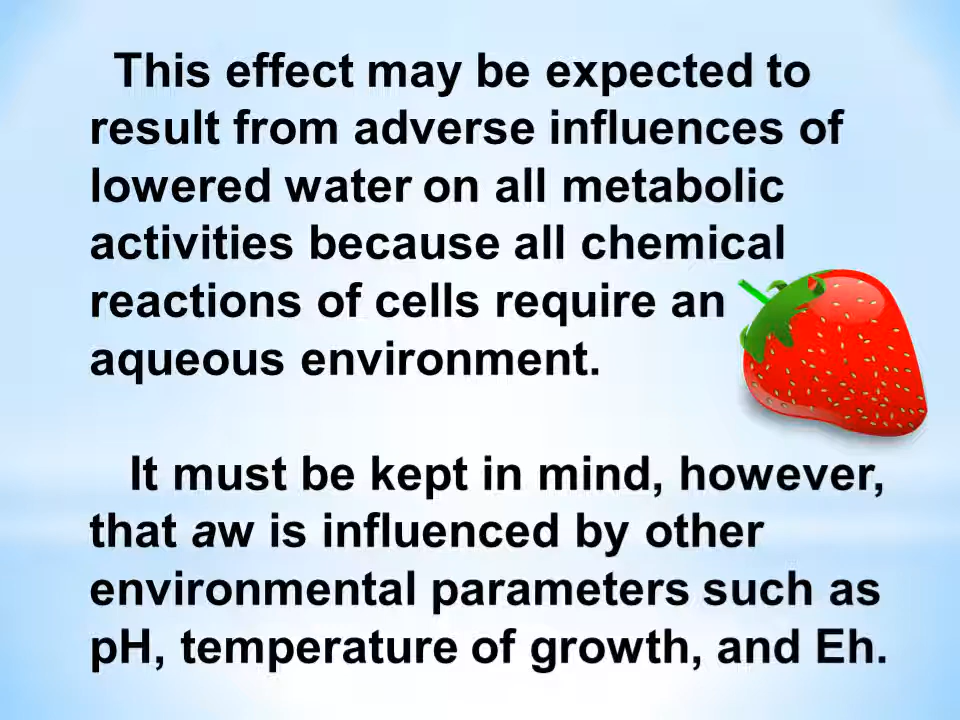 This effect may be expected to
result from adverse influences of
lowered water on all metabolic
activities because all chemical
reactions of cells require an
aqueous environment.
It must be kept in mind, however,
that aw is influenced by other
environmental parameters such as
pH, temperature of growth, and Eh.